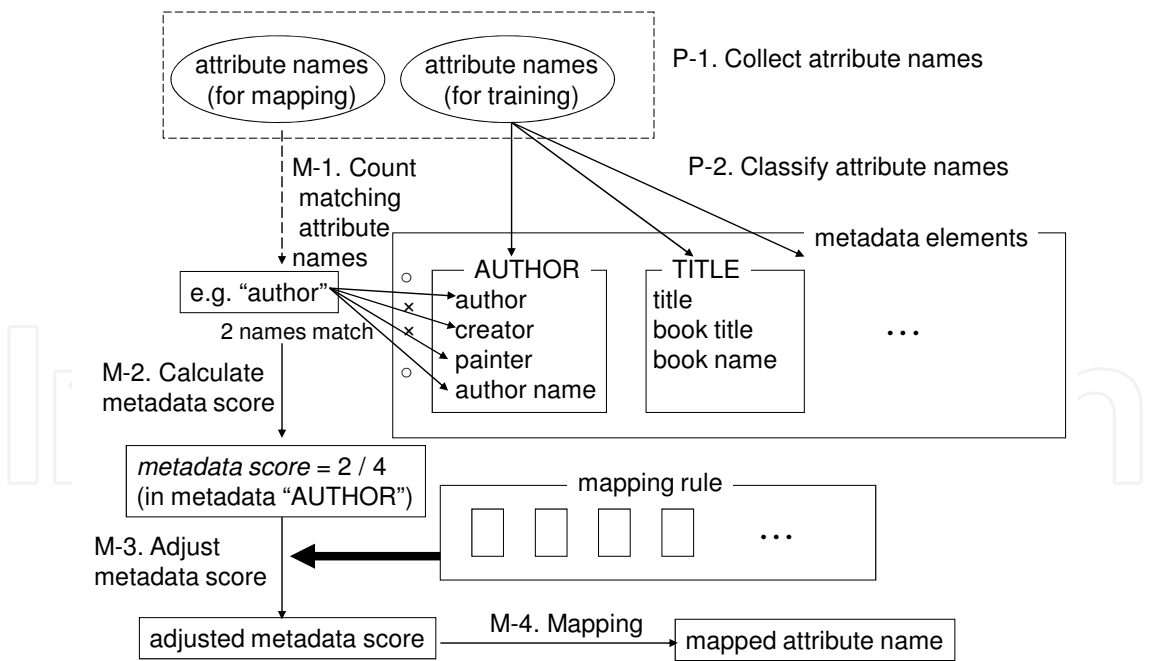 attribute names
(for mapping)
attribute names
(for training)
P-1. Collect atrribute names
M-1. Count
matching
attribute
names
P-2. Classify attribute names
metadata elements
e.g. “author”
2 names match
○
×
×
○
AUTHOR
author
creator
painter
author name
TITLE
title
book title
book name
...
M-2. Calculate
metadata score
metadata score = 2 / 4
(in metadata “AUTHOR”)
mapping rule
...
M-3. Adjust
metadata score
adjusted metadata score
M-4. Mapping
mapped attribute name